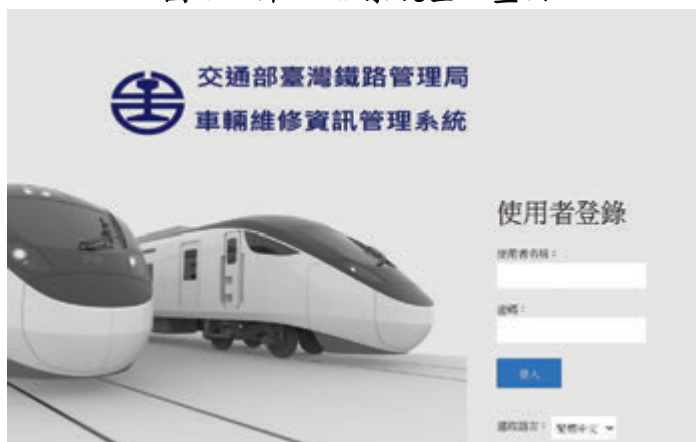 交通部臺灣鐵路管理局
車輛維修資訊管理系統
使用者登錄
使用者名稱：
密碼：
登入
選取語言：
繁體中文